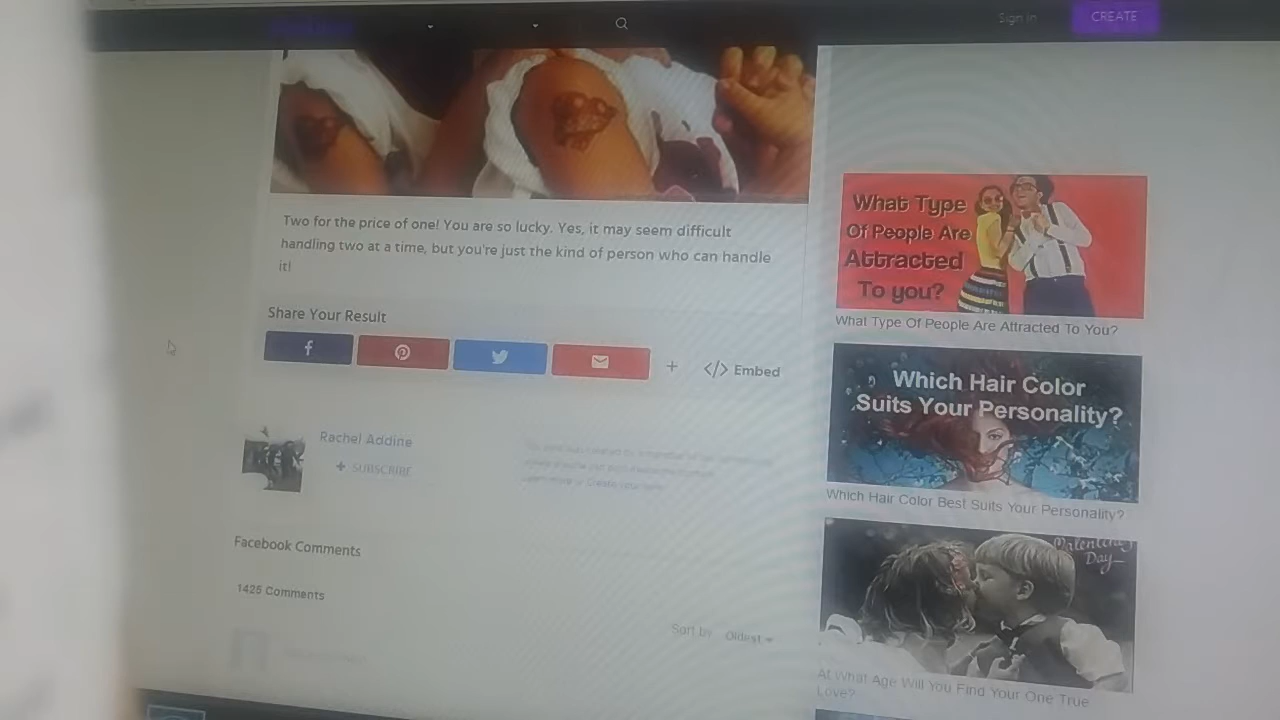 Sign in
CREATE
Two for the price of one! You are so lucky. Yes, it may seem difficult
handling two at a time, but you're just the kind of person who can handle
it!
Share Your Result
+
</> Embed
Rachel Addine
+ SUBSCRIBE
Facebook Comments
1425 Comments
Sort by Oldest
What Type
Of People Are
Attracted
To you?
What Type Of People Are Attracted To You?
Which Hair Color
Suits Your Personality?
Which Hair Color Best Suits Your Personality?
Valentines
Day
At What Age Will You Find Your One True
Love?